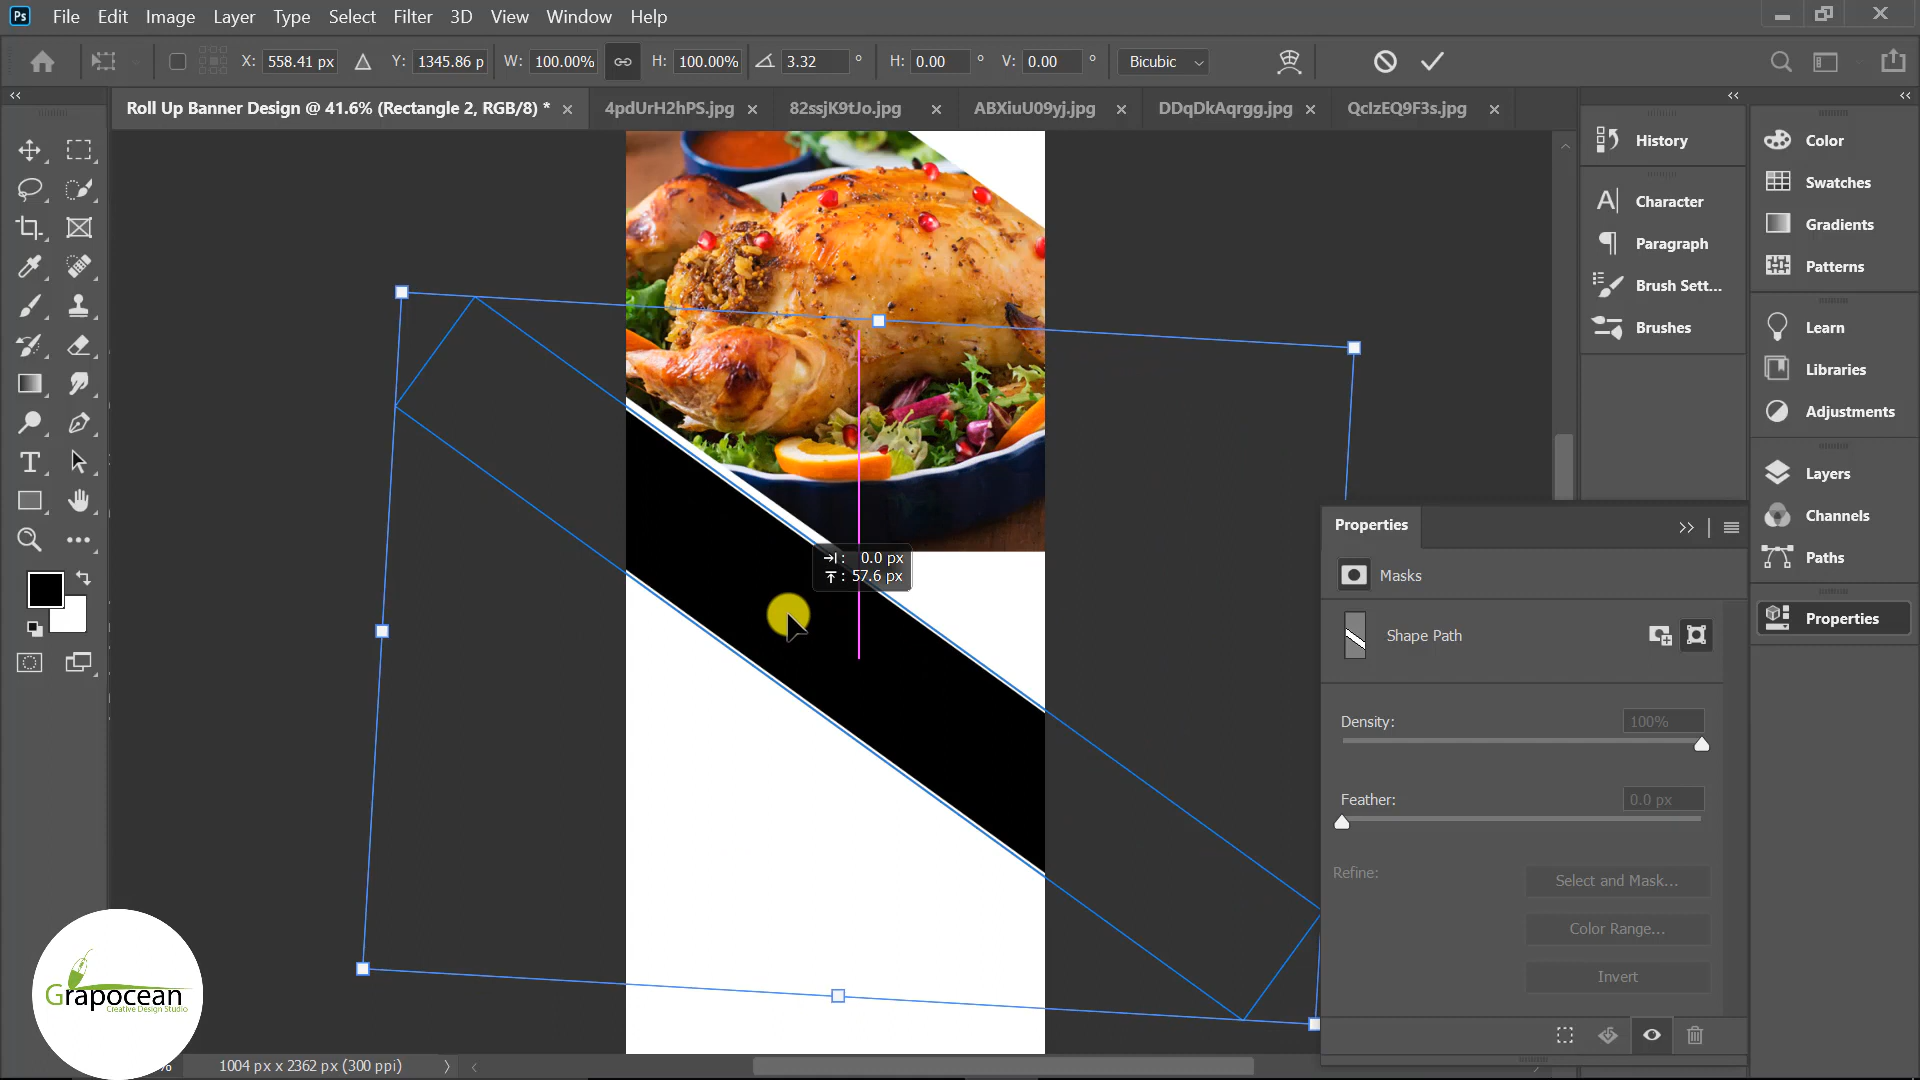 Ps File Edit Image Layer Type Select Filter 3D View Window Help
X: 558.41 px Y: 1345.86 p W: 100.00% H: 100.00% 3.32 ° H: 0.00 ° V: 0.00 ° Bicubic
Roll Up Banner Design @ 41.6% (Rectangle 2, RGB/8) * × 4pdUrH2hPS.jpg × 82ssjK9tJo.jpg × ABXiuU09yj.jpg × DDqDkAqrgg.jpg × QcIzEQ9F3s.jpg ×
History
Character
Paragraph
Brush Sett...
Brushes
Color
Swatches
Gradients
Patterns
Learn
Libraries
Adjustments
Layers
Channels
Paths
Properties
0.0 px
57.6 px
Properties
Masks
Shape Path
Density: 100%
Feather: 0.0 px
Refine: Select and Mask...
Color Range...
Invert
Grapocean
Creative Design Studio
% 1004 px x 2362 px (300 ppi)